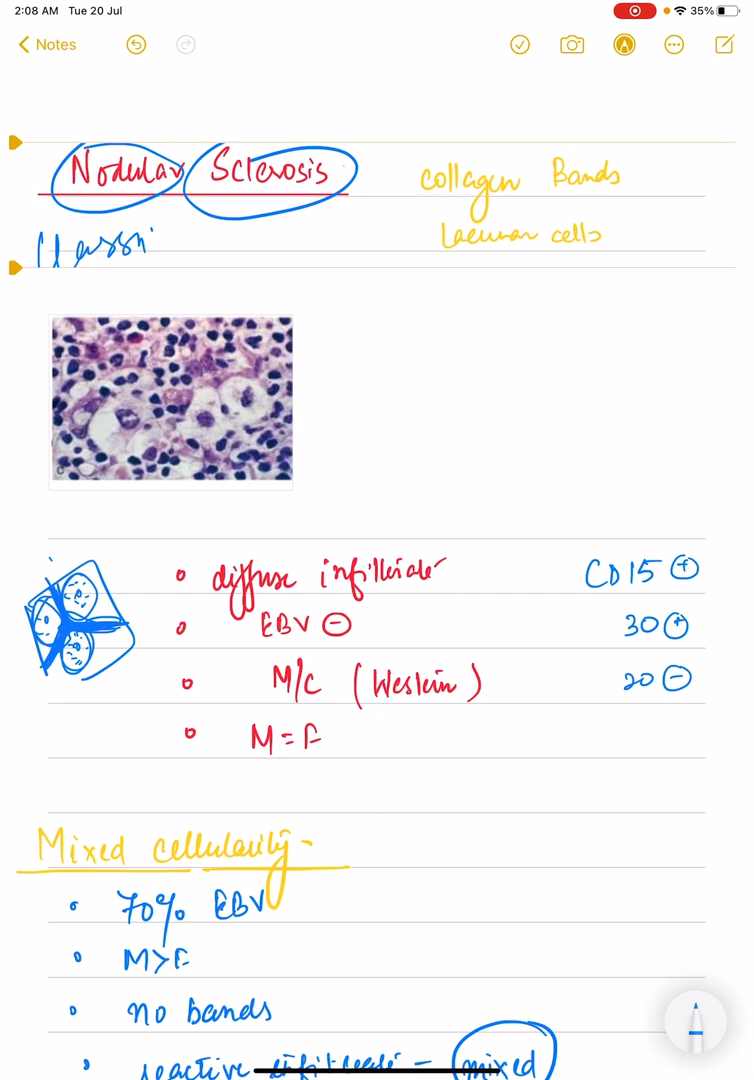 2:08 AM Tue 20 Jul 35%
Notes
Nodular Sclerosis
Collagen Bands
Lacunar cells
Classi
diffuse infiltrate
CD15 +
EBV -
30 +
M/C (Western)
20 -
M = F
Mixed cellularity -
70% EBV
M > F
no bands
reactive infiltrate - mixed